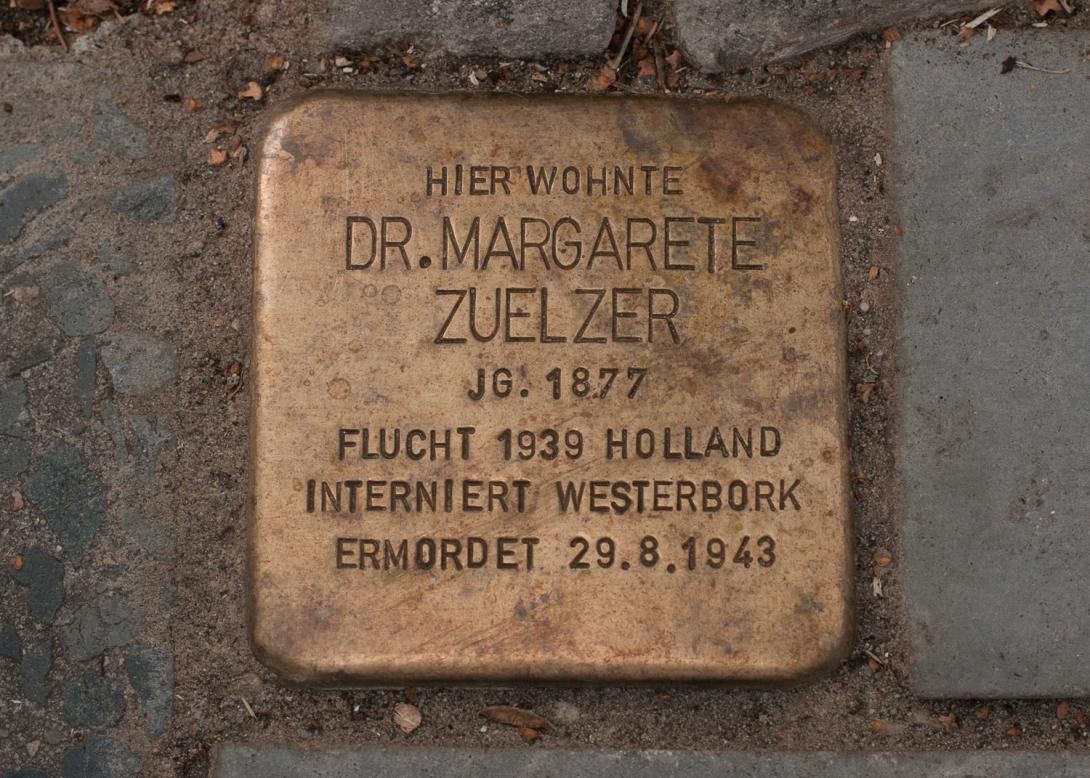 HIER WOHNTE
DR. MARGARETE
ZUELZER
JG. 1877
FLUCHT 1939 HOLLAND
INTERNIERT WESTERBORK
ERMORDET 29.8.1943